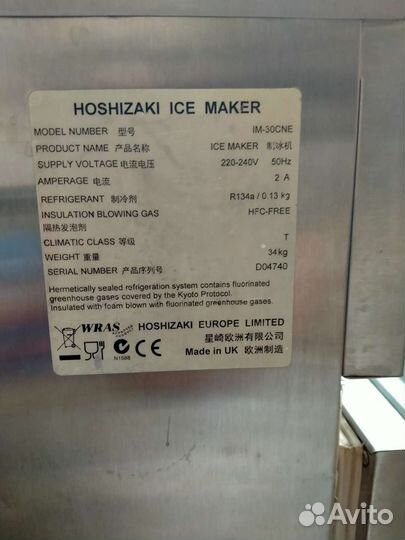 HOSHIZAKI ICE MAKER
MODEL NUMBER 型号 IM-30CNE
PRODUCT NAME 产品名称 ICE MAKER 制冰机
SUPPLY VOLTAGE 电流电压 220-240V 50Hz
AMPERAGE 电流 2 A
REFRIGERANT 制冷剂 R134a / 0.13 kg
INSULATION BLOWING GAS HFC-FREE
隔热发泡剂
CLIMATIC CLASS 等级 T
WEIGHT 重量 34kg
SERIAL NUMBER 产品序列号 D04740
Hermetically sealed refrigeration system contains fluorinated
greenhouse gases covered by the Kyoto Protocol.
Insulated with foam blown with fluorinated greenhouse gases.
WRAS HOSHIZAKI EUROPE LIMITED
星崎欧洲有限公司
N1588 CE Made in UK 欧洲制造
Avito